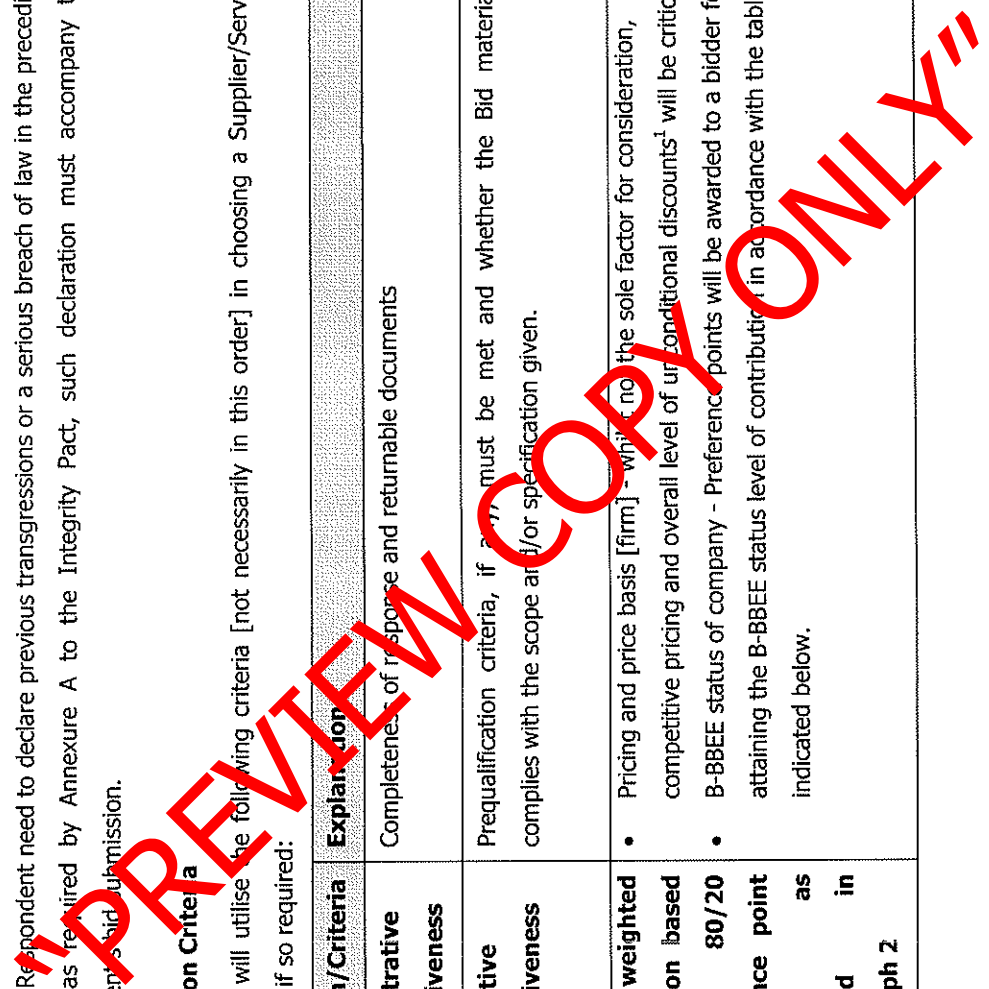 Respondent need to declare previous transgressions or a serious breach of law in the precedi
as required by Annexure A to the Integrity Pact, such declaration must accompany t
ent's bid submission.
on Criteria
will utilise the following criteria [not necessarily in this order] in choosing a Supplier/Serv
if so required:
n/Criteria Explanation
trative Completeness of response and returnable documents
iveness
tive Prequalification criteria, if any, must be met and whether the Bid materia
iveness complies with the scope and/or specification given.
weighted • Pricing and price basis [firm] - whilst not the sole factor for consideration,
on based competitive pricing and overall level of unconditional discounts¹ will be critic
80/20 • B-BBEE status of company - Preference points will be awarded to a bidder f
nce point attaining the B-BBEE status level of contribution in accordance with the tabl
as indicated below.
d in
ph 2
"PREVIEW COPY ONLY"